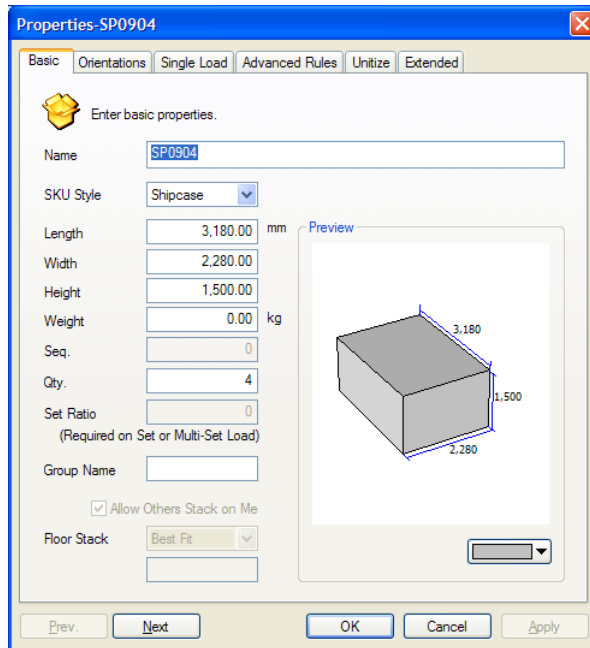 Properties-SP0904
Basic Orientations Single Load Advanced Rules Unitize Extended
Enter basic properties.
Name SP0904
SKU Style Shipcase
Length 3,180.00 mm
Width 2,280.00
Height 1,500.00
Weight 0.00 kg
Seq. 0
Qty. 4
Set Ratio 0
(Required on Set or Multi-Set Load)
Group Name
Allow Others Stack on Me
Floor Stack Best Fit
Preview
3,180
1,500
2,280
Prev. Next OK Cancel Apply